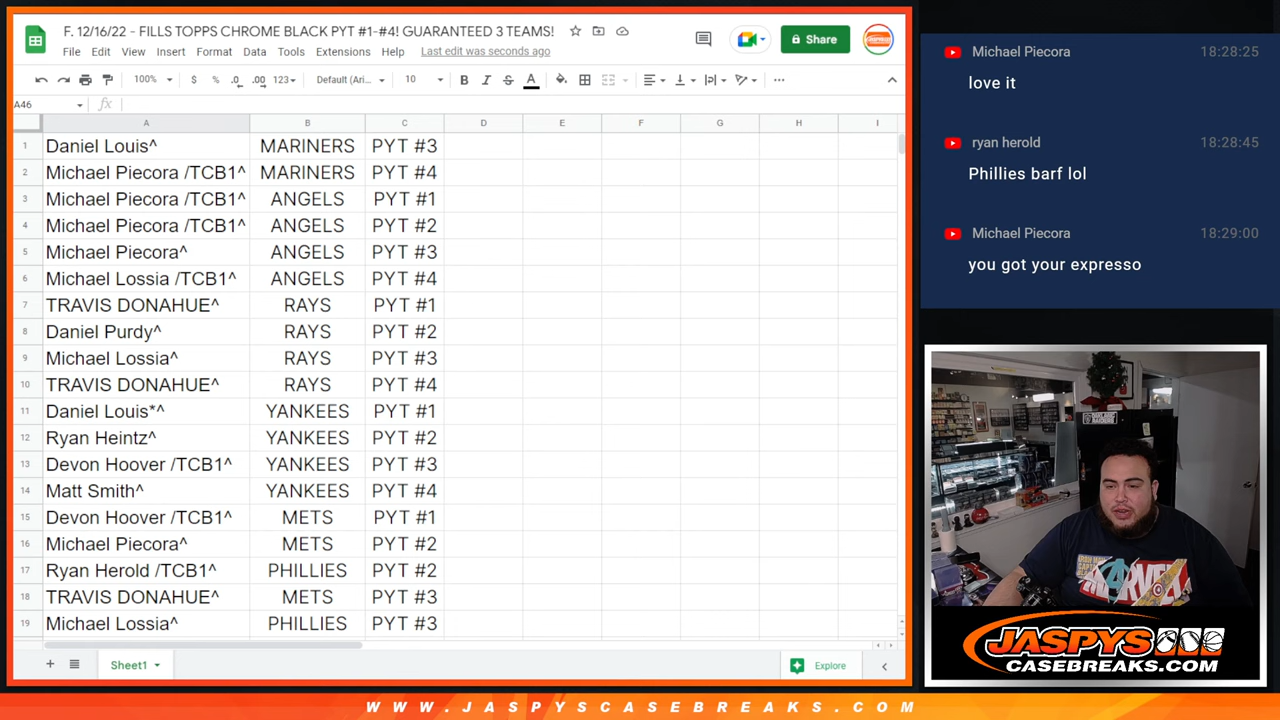 F. 12/16/22 - FILLS TOPPS CHROME BLACK PYT #1-#4! GUARANTEED 3 TEAMS!
File Edit View Insert Format Data Tools Extensions Help Last edit was seconds ago
Share
100% $ % .0 .00 123 Default (Ari... 10 B I S A
A46 fx
A B C D E F G H I
1 Daniel Louis^ MARINERS PYT #3
2 Michael Piecora /TCB1^ MARINERS PYT #4
3 Michael Piecora /TCB1^ ANGELS PYT #1
4 Michael Piecora /TCB1^ ANGELS PYT #2
5 Michael Piecora^ ANGELS PYT #3
6 Michael Lossia /TCB1^ ANGELS PYT #4
7 TRAVIS DONAHUE^ RAYS PYT #1
8 Daniel Purdy^ RAYS PYT #2
9 Michael Lossia^ RAYS PYT #3
10 TRAVIS DONAHUE^ RAYS PYT #4
11 Daniel Louis*^ YANKEES PYT #1
12 Ryan Heintz^ YANKEES PYT #2
13 Devon Hoover /TCB1^ YANKEES PYT #3
14 Matt Smith^ YANKEES PYT #4
15 Devon Hoover /TCB1^ METS PYT #1
16 Michael Piecora^ METS PYT #2
17 Ryan Herold /TCB1^ PHILLIES PYT #2
18 TRAVIS DONAHUE^ METS PYT #3
19 Michael Lossia^ PHILLIES PYT #3
Sheet1
Explore
Michael Piecora 18:28:25
love it
ryan herold 18:28:45
Phillies barf lol
Michael Piecora 18:29:00
you got your expresso
MARVEL
JASPYS
CASEBREAKS.COM
WWW.JASPYSCASEBREAKS.COM